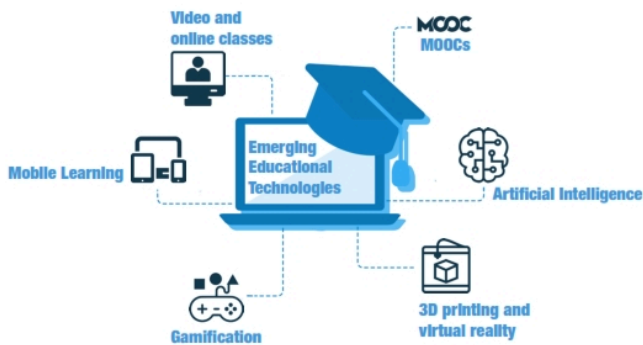 Video and
online classes
MOOC
MOOCs
Emerging
Educational
Technologies
Mobile Learning
Artificial Intelligence
Gamification
3D printing and
virtual reality